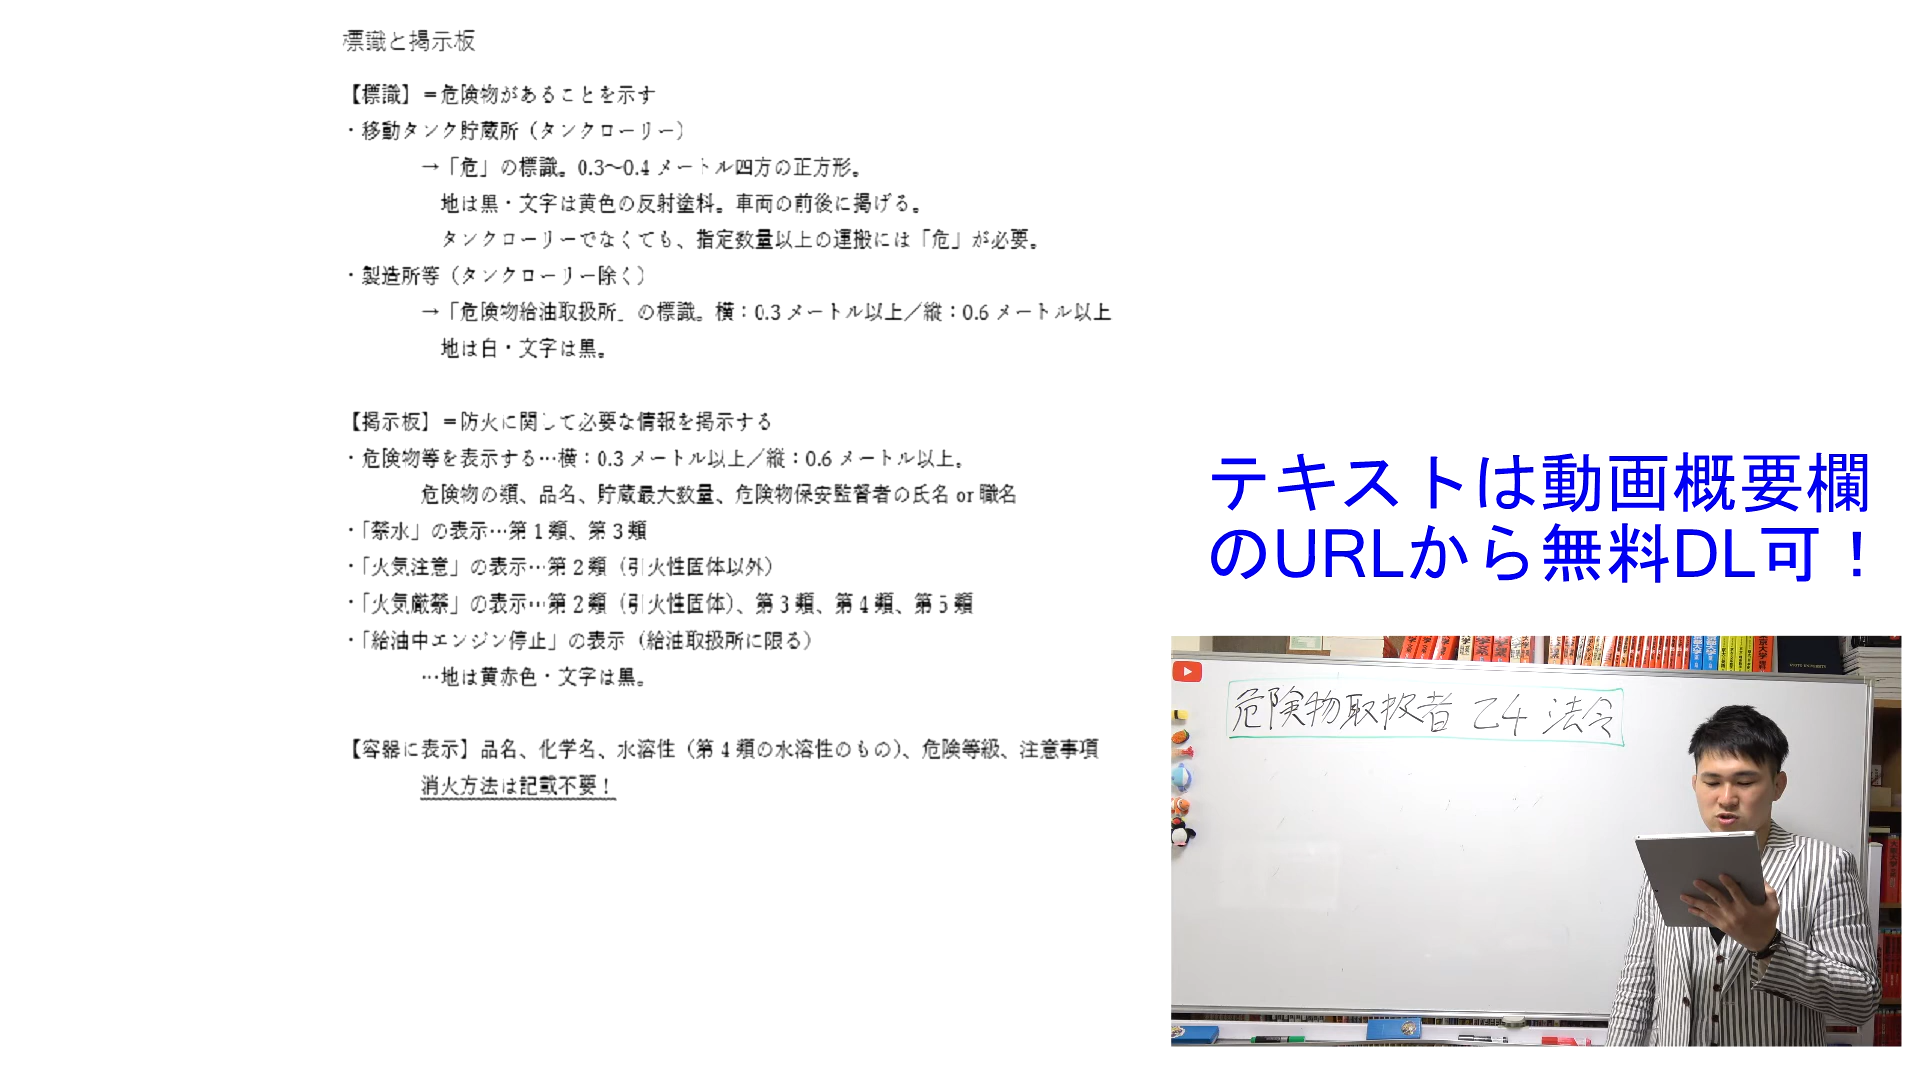 標識と掲示板
【標識】＝危険物があることを示す
・移動タンク貯蔵所（タンクローリー）
→「危」の標識。0.3～0.4 メートル四方の正方形。
地は黒・文字は黄色の反射塗料。車両の前後に掲げる。
タンクローリーでなくても、指定数量以上の運搬には「危」が必要。
・製造所等（タンクローリー除く）
→「危険物給油取扱所」の標識。横：0.3 メートル以上／縦：0.6 メートル以上
地は白・文字は黒。
【掲示板】＝防火に関して必要な情報を掲示する
・危険物等を表示する…横：0.3 メートル以上／縦：0.6 メートル以上。
危険物の類、品名、貯蔵最大数量、危険物保安監督者の氏名 or 職名
・「禁水」の表示…第 1 類、第 3 類
・「火気注意」の表示…第 2 類（引火性固体以外）
・「火気厳禁」の表示…第 2 類（引火性固体）、第 3 類、第 4 類、第 5 類
・「給油中エンジン停止」の表示（給油取扱所に限る）
…地は黄赤色・文字は黒。
【容器に表示】品名、化学名、水溶性（第 4 類の水溶性のもの）、危険等級、注意事項
消火方法は記載不要！
テキストは動画概要欄
のURLから無料DL可！
危険物取扱者 乙4 法令